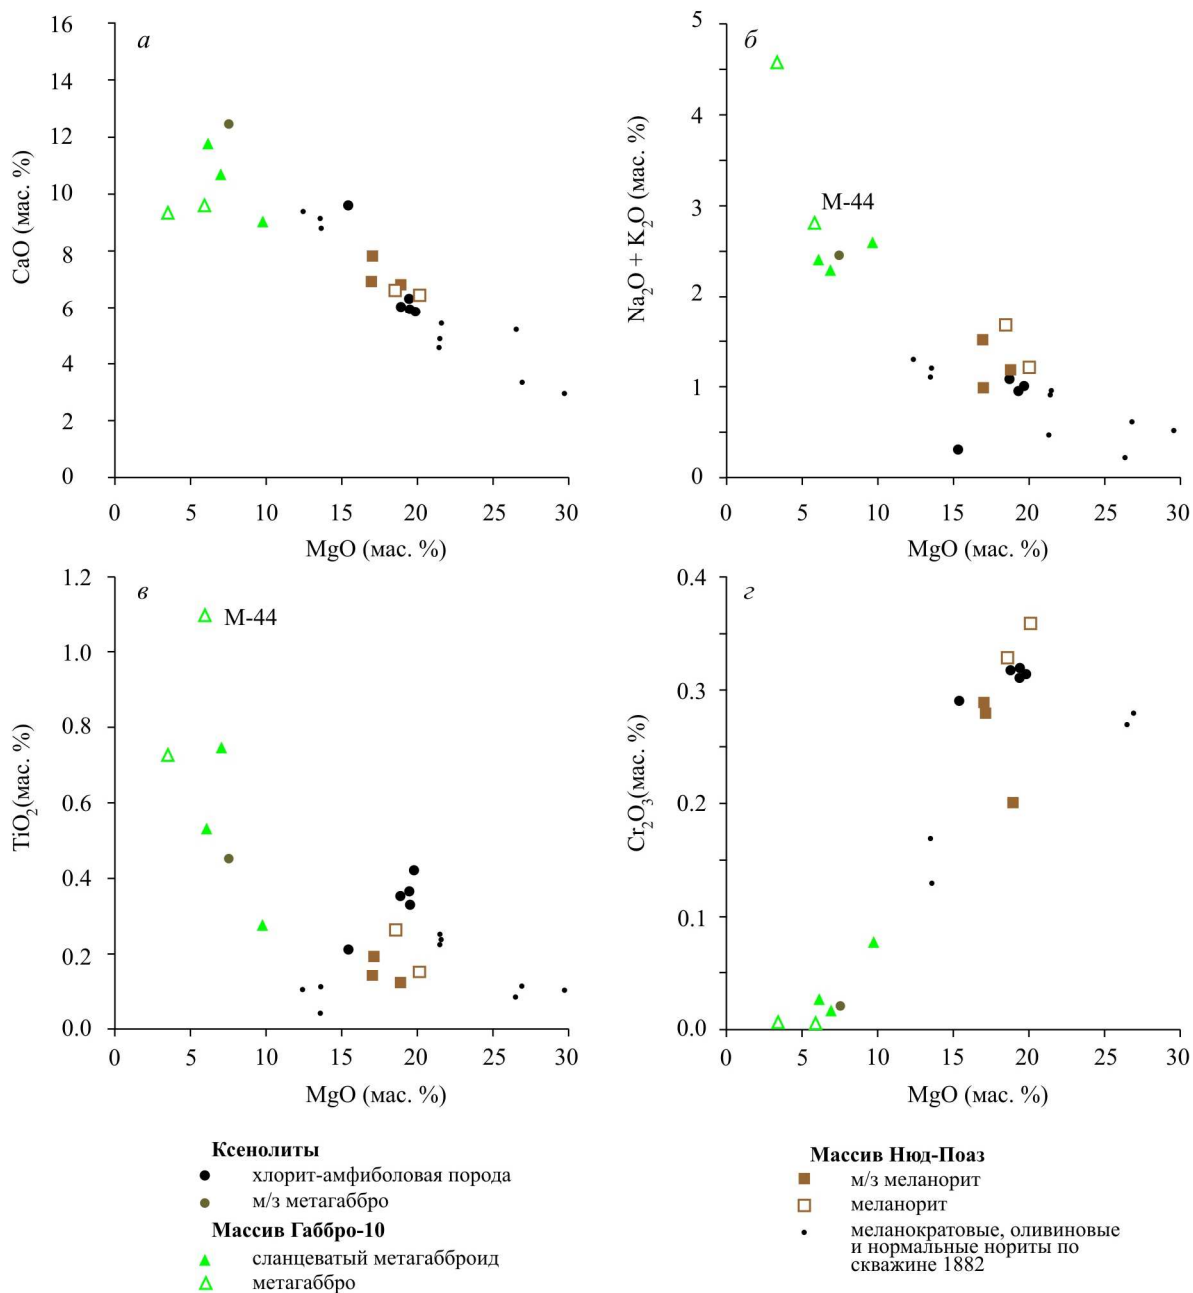 а
16
14
12
10
8
6
4
2
0
CaO (мас. %)
0 5 10 15 20 25 30
MgO (мас. %)
б
5
4
3
2
1
0
Na₂O + K₂O (мас. %)
М-44
0 5 10 15 20 25 30
MgO (мас. %)
в
1.2
1.0
0.8
0.6
0.4
0.2
0.0
TiO₂(мас. %)
М-44
0 5 10 15 20 25 30
MgO (мас. %)
г
0.4
0.3
0.2
0.1
0.0
Cr₂O₃(мас. %)
0 5 10 15 20 25 30
MgO (мас. %)
Ксенолиты
хлорит-амфиболовая порода
м/з метагаббро
Массив Габбро-10
сланцеватый метагабброид
метагаббро
Массив Нюд-Поаз
м/з меланорит
меланорит
меланократовые, оливиновые
и нормальные нориты по
скважине 1882